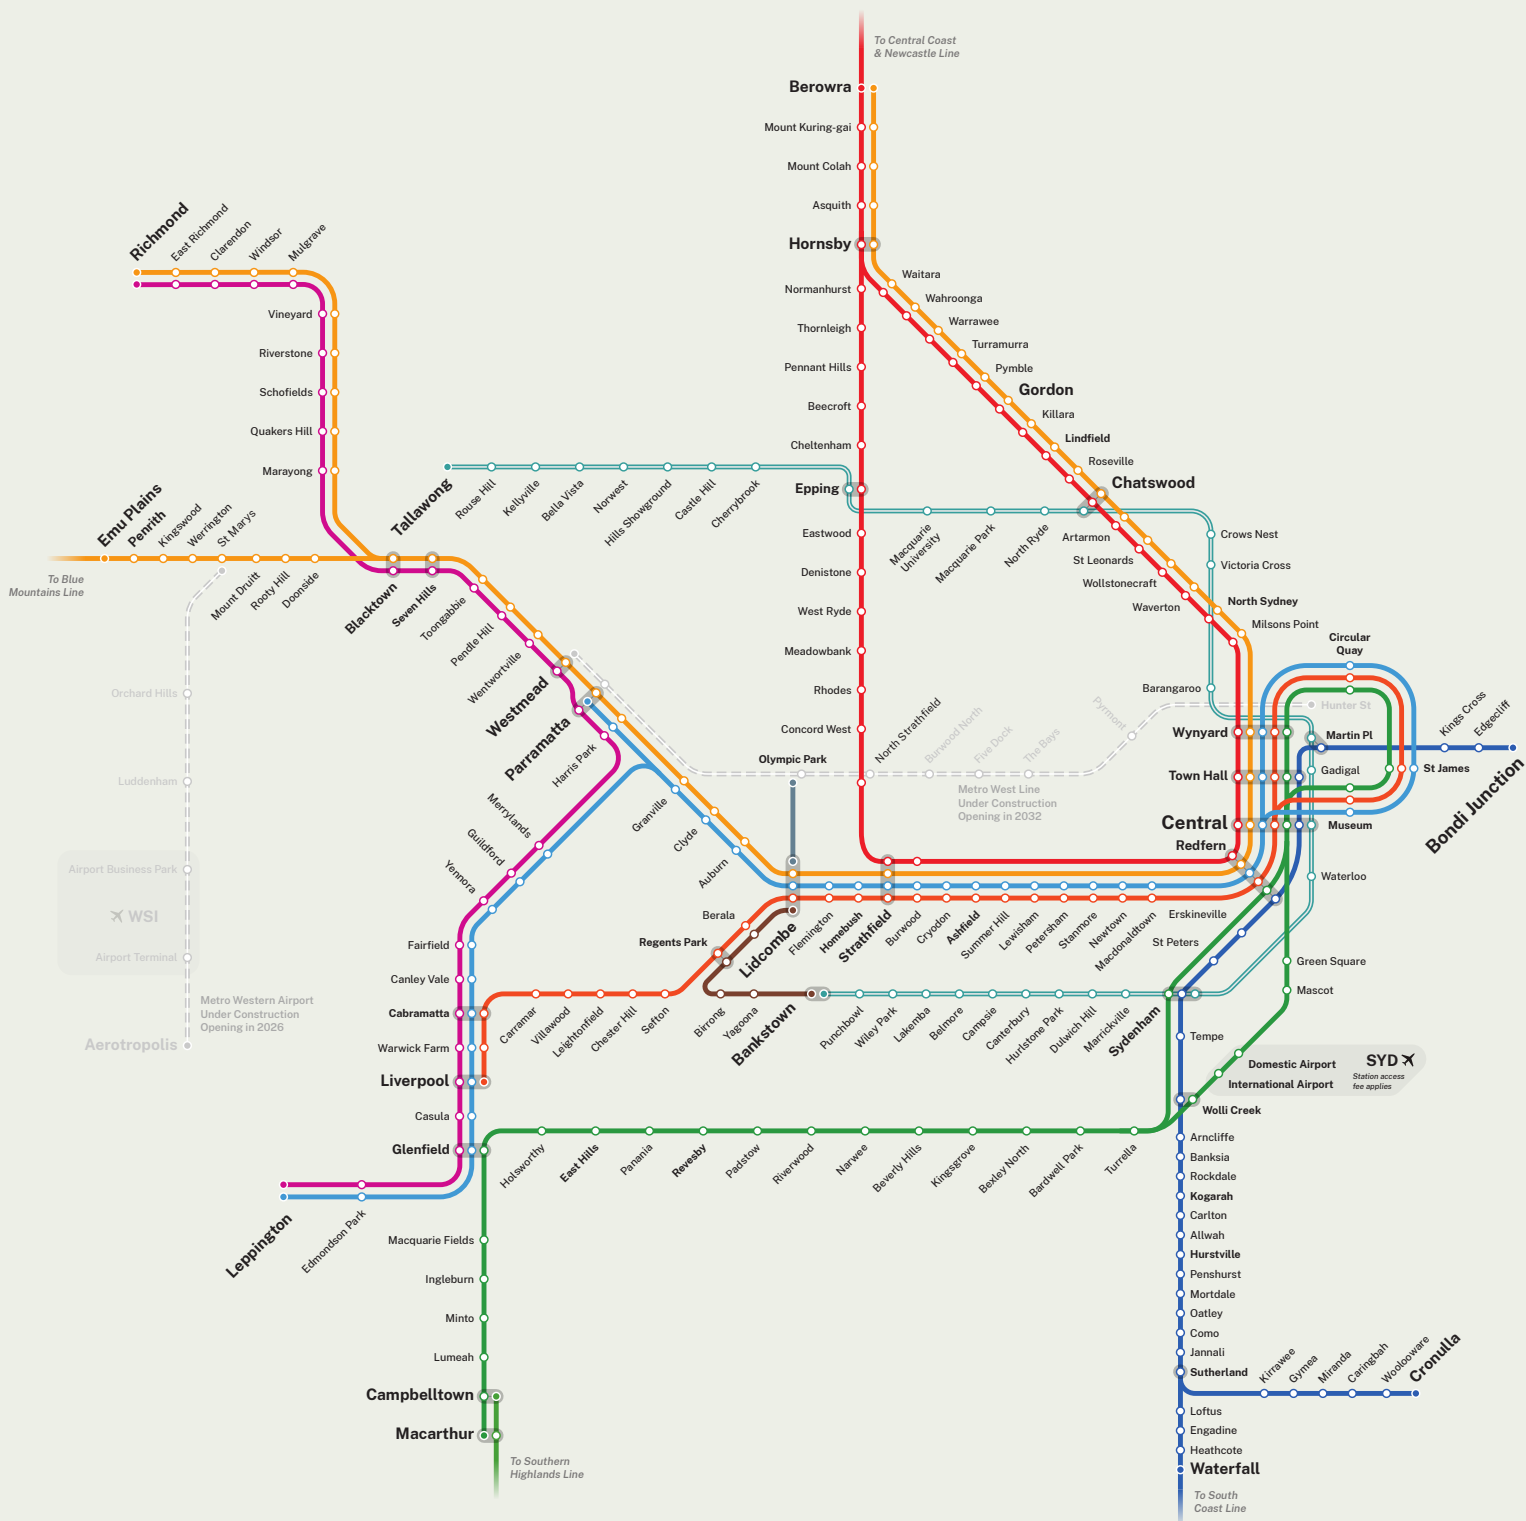 To Central Coast
& Newcastle Line
Berowra
Mount Kuring-gai
Mount Colah
Asquith
Hornsby
Richmond
East Richmond
Clarendon
Windsor
Mulgrave
Vineyard
Riverstone
Schofields
Quakers Hill
Marayong
Normanhurst
Thornleigh
Pennant Hills
Beecroft
Cheltenham
Epping
Eastwood
Denistone
West Ryde
Meadowbank
Rhodes
Concord West
North Strathfield
Waitara
Wahroonga
Warrawee
Turramurra
Pymble
Gordon
Killara
Lindfield
Roseville
Chatswood
Artarmon
St Leonards
Wollstonecraft
Waverton
North Sydney
Milsons Point
Tallawong
Rouse Hill
Kellyville
Bella Vista
Norwest
Hills Showground
Castle Hill
Cherrybrook
Macquarie
University
Macquarie Park
North Ryde
Crows Nest
Victoria Cross
Barangaroo
Emu Plains
Penrith
Kingswood
Werrington
St Marys
Mount Druitt
Rooty Hill
Doonside
To Blue
Mountains Line
Blacktown
Seven Hills
Toongabbie
Pendle Hill
Wentworthville
Westmead
Parramatta
Harris Park
Merrylands
Guildford
Yennora
Granville
Clyde
Auburn
Orchard Hills
Luddenham
Airport Business Park
WSI
Airport Terminal
Metro Western Airport
Under Construction
Opening in 2026
Aerotropolis
Olympic Park
Burwood North
Five Dock
The Bays
Pyrmont
Hunter St
Metro West Line
Under Construction
Opening in 2032
Circular
Quay
Wynyard
Martin Pl
Kings Cross
Edgecliff
Bondi Junction
Town Hall
Gadigal
St James
Central
Museum
Redfern
Waterloo
Erskineville
St Peters
Green Square
Mascot
Berala
Regents Park
Lidcombe
Flemington
Homebush
Strathfield
Burwood
Croydon
Ashfield
Summer Hill
Lewisham
Petersham
Stanmore
Newtown
Macdonaldtown
Fairfield
Canley Vale
Cabramatta
Warwick Farm
Liverpool
Casula
Glenfield
Carramar
Villawood
Leightonfield
Chester Hill
Sefton
Birrong
Yagoona
Bankstown
Punchbowl
Wiley Park
Lakemba
Belmore
Campsie
Canterbury
Hurlstone Park
Dulwich Hill
Marrickville
Sydenham
Tempe
Domestic Airport
International Airport
SYD
Station access
fee applies
Wolli Creek
Holsworthy
East Hills
Panania
Revesby
Padstow
Riverwood
Narwee
Beverly Hills
Kingsgrove
Bexley North
Bardwell Park
Turrella
Leppington
Edmondson Park
Macquarie Fields
Ingleburn
Minto
Lumeah
Campbelltown
Macarthur
To Southern
Highlands Line
Arncliffe
Banksia
Rockdale
Kogarah
Carlton
Allwah
Hurstville
Penshurst
Mortdale
Oatley
Como
Jannali
Sutherland
Kirrawee
Gymea
Miranda
Caringbah
Woolooware
Cronulla
Loftus
Engadine
Heathcote
Waterfall
To South
Coast Line